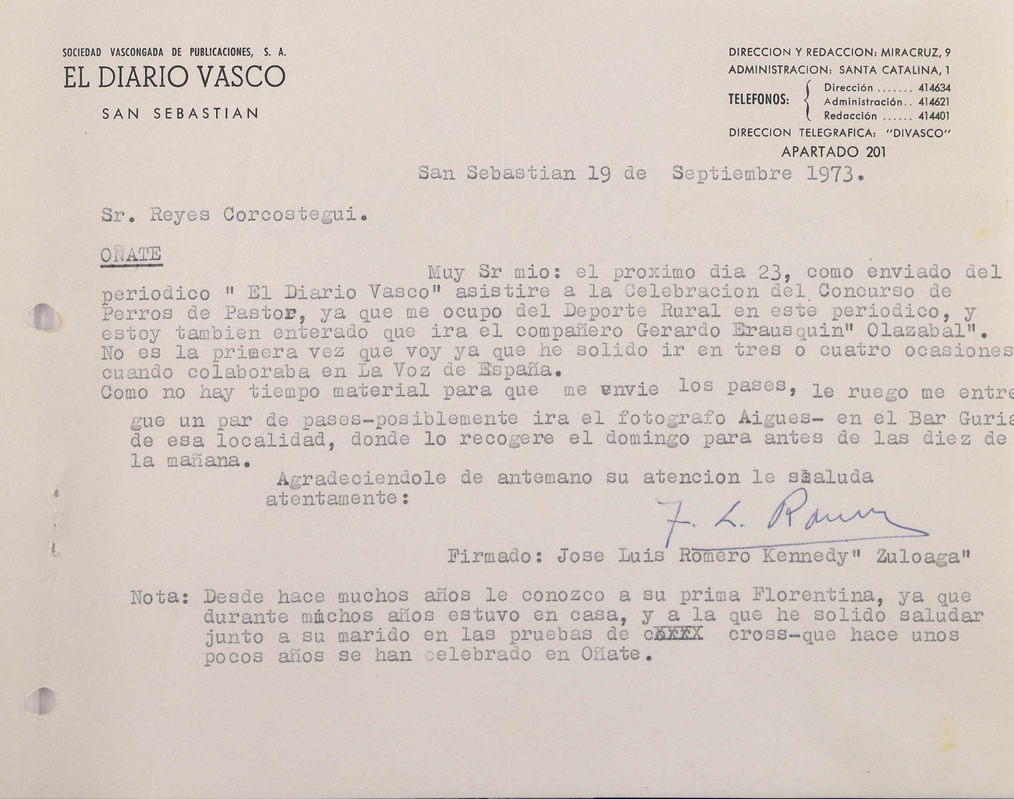 SOCIEDAD VASCONGADA DE PUBLICACIONES, S. A.
EL DIARIO VASCO
SAN SEBASTIAN
DIRECCION Y REDACCION: MIRACRUZ, 9
ADMINISTRACION: SANTA CATALINA, 1
TELEFONOS:
Dirección ....... 414634
Administración.. 414621
Redacción ...... 414401
DIRECCION TELEGRAFICA: "DIVASCO"
APARTADO 201
San Sebastian 19 de Septiembre 1973.
Sr. Reyes Corcostegui.
OÑATE
Muy Sr mio: el proximo dia 23, como enviado del
periodico " El Diario Vasco" asistire a la Celebracion del Concurso de
Perros de Pastor, ya que me ocupo del Deporte Rural en este periodico, y
estoy tambien enterado que ira el compañero Gerardo Erausquin" Olazabal".
No es la primera vez que voy ya que he solido ir en tres o cuatro ocasiones
cuando colaboraba en La Voz de España.
Como no hay tiempo material para que me envie los pases, le ruego me entre
gue un par de pases-posiblemente ira el fotografo Aigues- en el Bar Guria
de esa localidad, donde lo recogere el domingo para antes de las diez de
la mañana.
Agradeciendole de antemano su atencion le saluda
atentamente:
J. L. Romero
Firmado: Jose Luis Romero Kennedy" Zuloaga"
Nota: Desde hace muchos años le conozco a su prima Florentina, ya que
durante muchos años estuvo en casa, y a la que he solido saludar
junto a su marido en las pruebas de cXXXX cross-que hace unos
pocos años se han celebrado en Oñate.